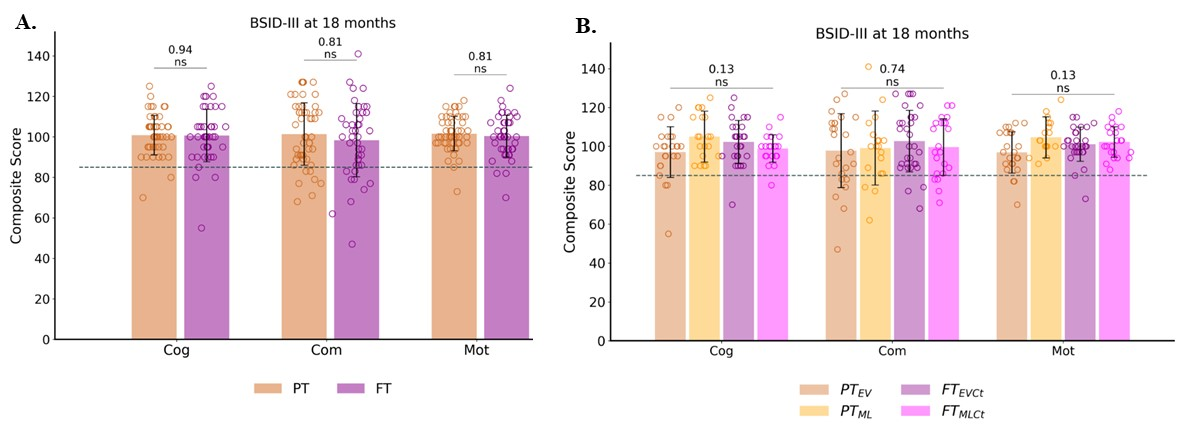 A.
BSID-III at 18 months
Composite Score
140
120
100
80
60
40
20
0
0.94
ns
0.81
ns
0.81
ns
Cog
Com
Mot
PT
FT
B.
BSID-III at 18 months
Composite Score
140
120
100
80
60
40
20
0
0.13
ns
0.74
ns
0.13
ns
Cog
Com
Mot
PT_EV
PT_ML
FT_EVCt
FT_MLCt